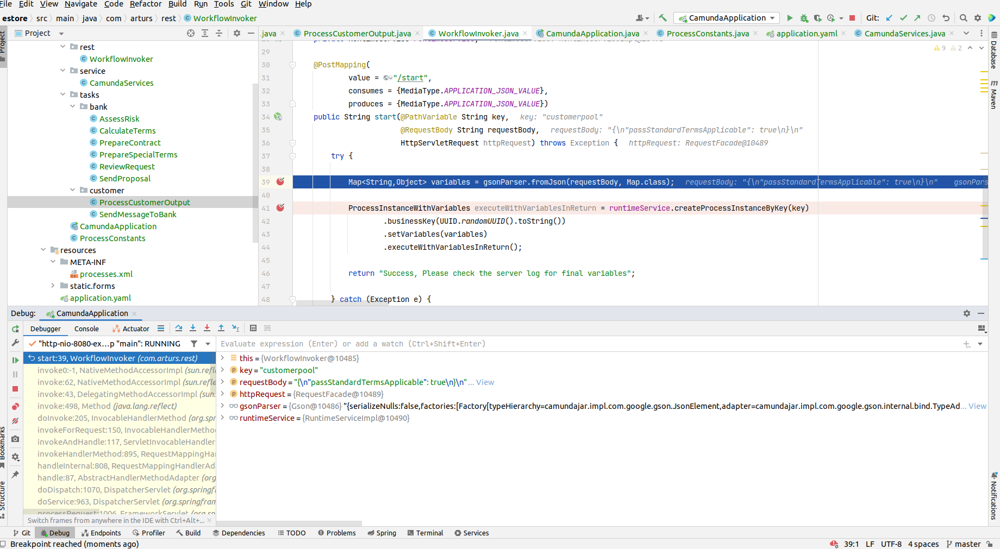 File Edit View Navigate Code Refactor Build Run Tools Git Window Help
estore src main java com arturs rest WorkflowInvoker
CamundaApplication
Git:
Project
.java ProcessCustomerOutput.java WorkflowInvoker.java CamundaApplication.java ProcessConstants.java application.yaml CamundaServices.java
Project
rest
WorkflowInvoker
service
CamundaServices
tasks
bank
AssessRisk
CalculateTerms
PrepareContract
PrepareSpecialTerms
ReviewRequest
SendProposal
customer
ProcessCustomerOutput
SendMessageToBank
CamundaApplication
ProcessConstants
resources
META-INF
processes.xml
static.forms
application.yaml
9 2
29
30 @PostMapping(
31 value = "/start",
32 consumes = {MediaType.APPLICATION_JSON_VALUE},
33 produces = {MediaType.APPLICATION_JSON_VALUE})
34 public String start(@PathVariable String key, key: "customerpool"
35 @RequestBody String requestBody, requestBody: "{\n"passStandardTermsApplicable": true\n}\n"
36 HttpServletRequest httpRequest) throws Exception { httpRequest: RequestFacade@10489
37 try {
38
39 Map<String,Object> variables = gsonParser.fromJson(requestBody, Map.class); requestBody: "{\n"passStandardTermsApplicable": true\n}\n" gsonPars
40
41 ProcessInstanceWithVariables executeWithVariablesInReturn = runtimeService.createProcessInstanceByKey(key)
42 .businessKey(UUID.randomUUID().toString())
43 .setVariables(variables)
44 .executeWithVariablesInReturn();
45
46 return "Success, Please check the server log for final variables";
47
48 } catch (Exception e) {
Database
Maven
Notifications
Bookmarks
Structure
Debug: CamundaApplication
Debugger Console Actuator
"http-nio-8080-ex...p "main": RUNNING
Evaluate expression (Enter) or add a watch (Ctrl+Shift+Enter)
start:39, WorkflowInvoker (com.arturs.rest)
invoke0:-1, NativeMethodAccessorImpl (sun.refl
invoke:62, NativeMethodAccessorImpl (sun.refle
invoke:43, DelegatingMethodAccessorImpl (sun.
invoke:498, Method (java.lang.reflect)
doInvoke:205, InvocableHandlerMethod (org.spr
invokeForRequest:150, InvocableHandlerMetho
invokeAndHandle:117, ServletInvocableHandler
invokeHandlerMethod:895, RequestMappingHa
handleInternal:808, RequestMappingHandlerAd
handle:87, AbstractHandlerMethodAdapter (org
doDispatch:1070, DispatcherServlet (org.springf
doService:963, DispatcherServlet (org.springfram
processRequest:1006, FrameworkServlet (org.sp
Switch frames from anywhere in the IDE with Ctrl+Alt+...
this = {WorkflowInvoker@10485}
key = "customerpool"
requestBody = "{\n"passStandardTermsApplicable": true\n}\n"... View
httpRequest = {RequestFacade@10489}
gsonParser = {Gson@10486} "{serializeNulls:false,factories:[Factory[typeHierarchy=camundajar.impl.com.google.gson.JsonElement,adapter=camundajar.impl.com.google.gson.internal.bind.TypeAd... View
runtimeService = {RuntimeServiceImpl@10490}
Git Debug Endpoints Profiler Build Dependencies TODO Problems Spring Terminal Services
Breakpoint reached (moments ago)
39:1 LF UTF-8 4 spaces master